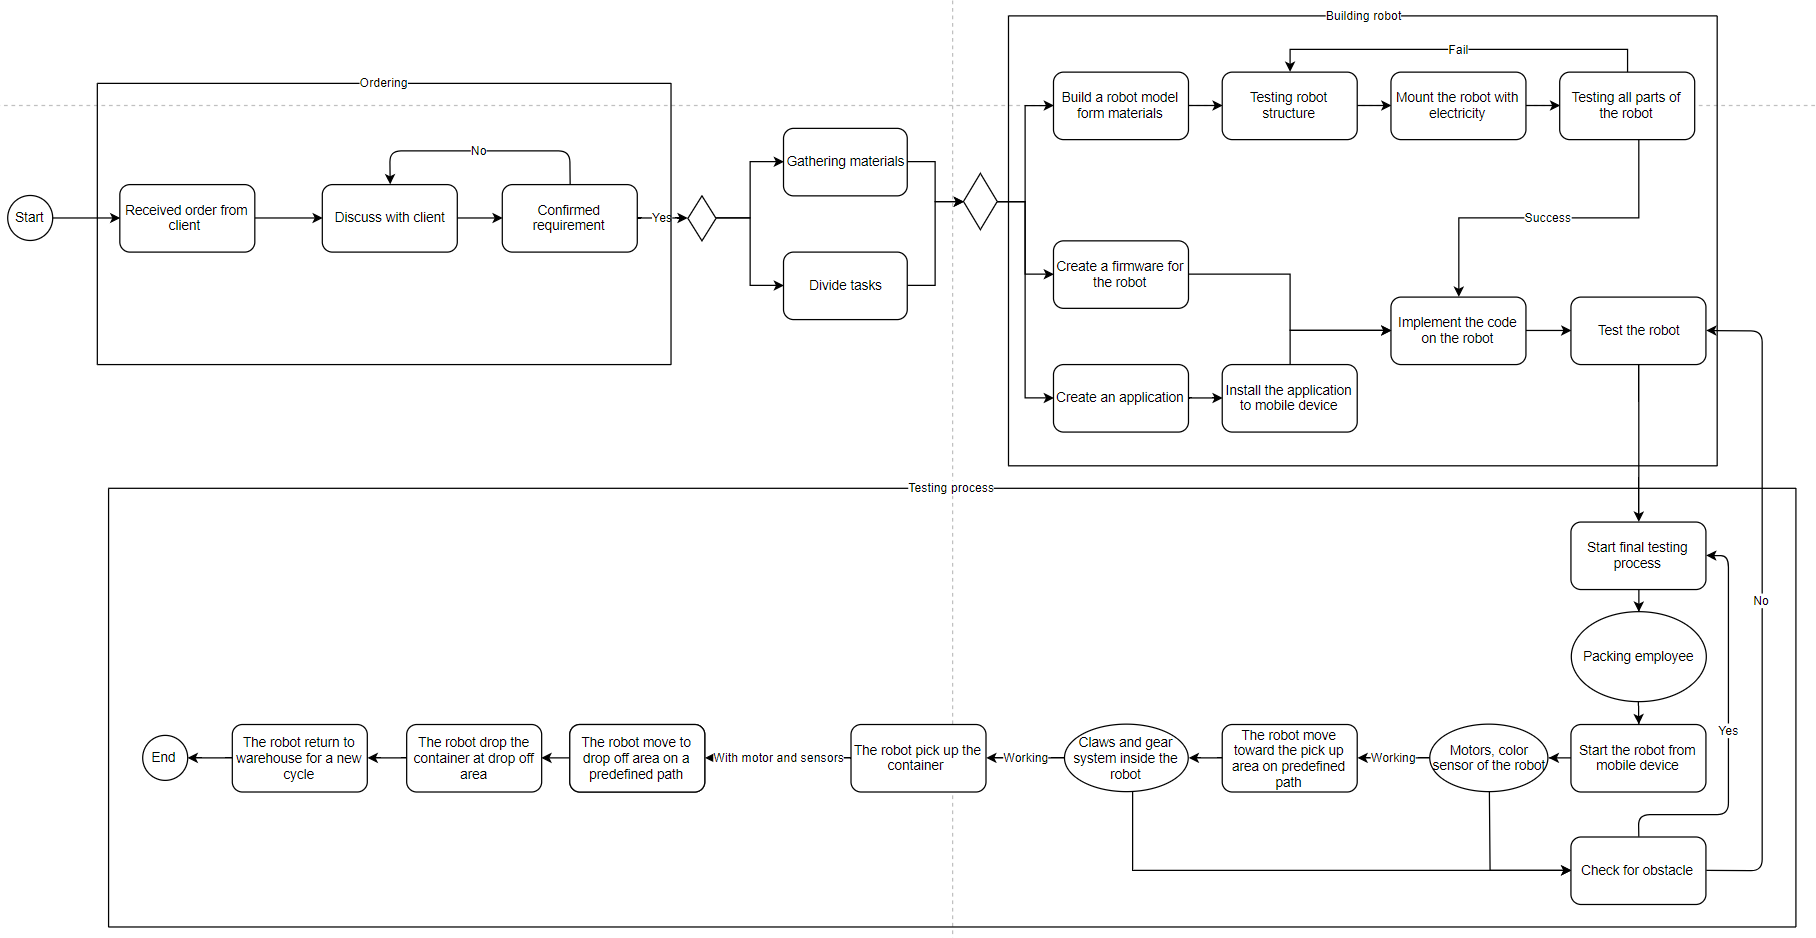 Building robot
Fail
Ordering
Build a robot model
form materials
Testing robot
structure
Mount the robot with
electricity
Testing all parts of
the robot
No
Gathering materials
Start
Received order from
client
Discuss with client
Confirmed
requirement
Yes
Success
Create a firmware for
the robot
Divide tasks
Implement the code
on the robot
Test the robot
Create an application
Install the application
to mobile device
Testing process
Start final testing
process
No
Packing employee
Yes
End
The robot return to
warehouse for a new
cycle
The robot drop the
container at drop off
area
The robot move to
drop off area on a
predefined path
With motor and sensors
The robot pick up the
container
Working
Claws and gear
system inside the
robot
The robot move
toward the pick up
area on predefined
path
Working
Motors, color
sensor of the robot
Start the robot from
mobile device
Check for obstacle